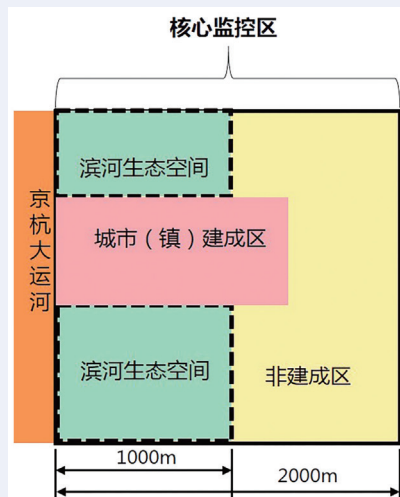 核心监控区
京杭大运河
滨河生态空间
城市（镇）建成区
滨河生态空间
非建成区
1000m
2000m